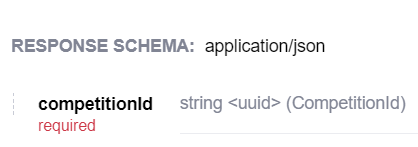 RESPONSE SCHEMA: application/json
competitionId string <uuid> (CompetitionId)
required